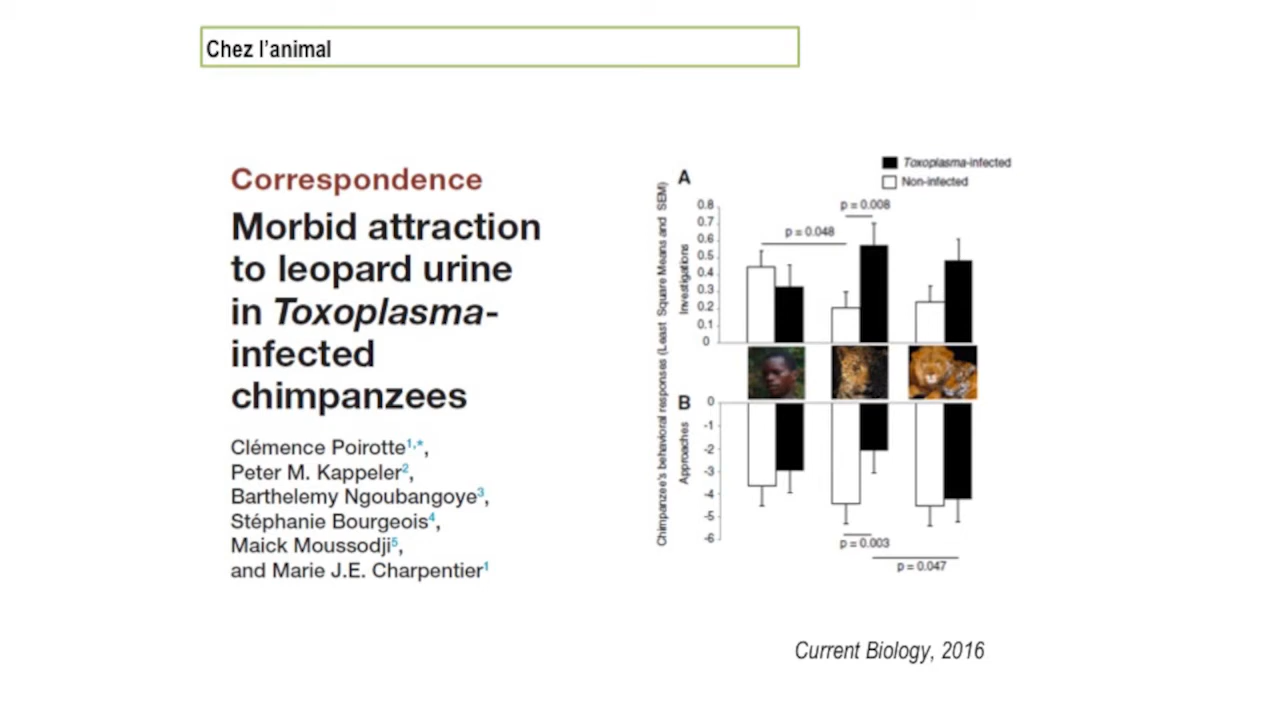 Chez l'animal
Correspondence
Morbid attraction
to leopard urine
in Toxoplasma-
infected
chimpanzees
Clémence Poirotte1,*,
Peter M. Kappeler2,
Barthelemy Ngoubangoye3,
Stéphanie Bourgeois4,
Maick Moussodji5,
and Marie J.E. Charpentier1
Toxoplasma-infected
Non-infected
A
p = 0.008
p = 0.048
0.8
0.7
0.6
0.5
0.4
0.3
0.2
0.1
0
Chimpanzee's behavioral responses (Least Square Means and SEM)
Investigations
B
0
-1
-2
-3
-4
-5
-6
Approaches
p = 0.003
p = 0.047
Current Biology, 2016